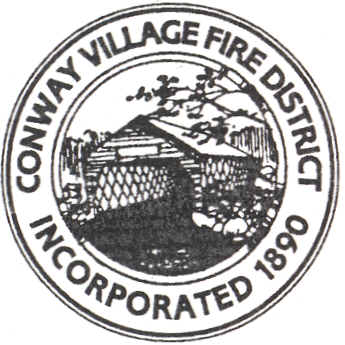 CONWAY VILLAGE FIRE DISTRICT
INCORPORATED 1890